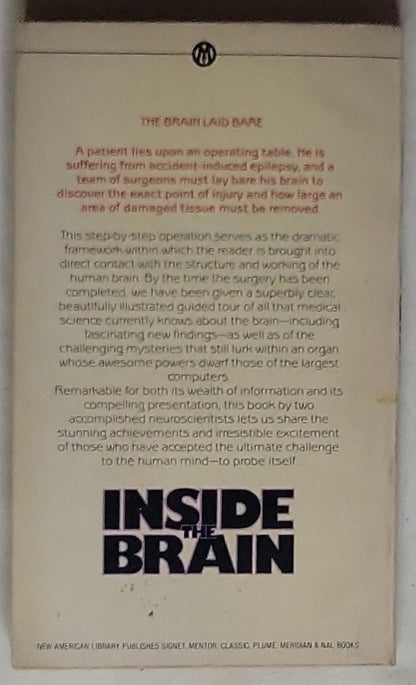 THE BRAIN LAID BARE
A patient lies upon an operating table. He is
suffering from accident-induced epilepsy, and a
team of surgeons must lay bare his brain to
discover the exact point of injury and how large an
area of damaged tissue must be removed.
This step-by-step operation serves as the dramatic
framework within which the reader is brought into
direct contact with the structure and working of the
human brain. By the time the surgery has been
completed, we have been given a superbly clear,
beautifully illustrated guided tour of all that medical
science currently knows about the brain—including
fascinating new findings—as well as of the
challenging mysteries that still lurk within an organ
whose awesome powers dwarf those of the largest
computers.
Remarkable for both its wealth of information and its
compelling presentation, this book by two
accomplished neuroscientists lets us share the
stunning achievements and irresistible excitement
of those who have accepted the ultimate challenge
to the human mind—to probe itself.
INSIDE
THE
BRAIN
NEW AMERICAN LIBRARY PUBLISHES SIGNET, MENTOR, CLASSIC, PLUME, MERIDIAN & NAL BOOKS